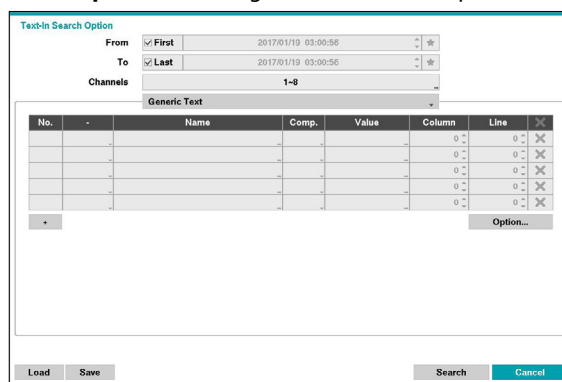 Text-In Search Option
From First 2017/01/19 03:00:56
To Last 2017/01/19 03:00:56
Channels 1~8
Generic Text
No. - Name Comp. Value Column Line
0 0
0 0
0 0
0 0
0 0
+ Option...
Load Save Search Cancel